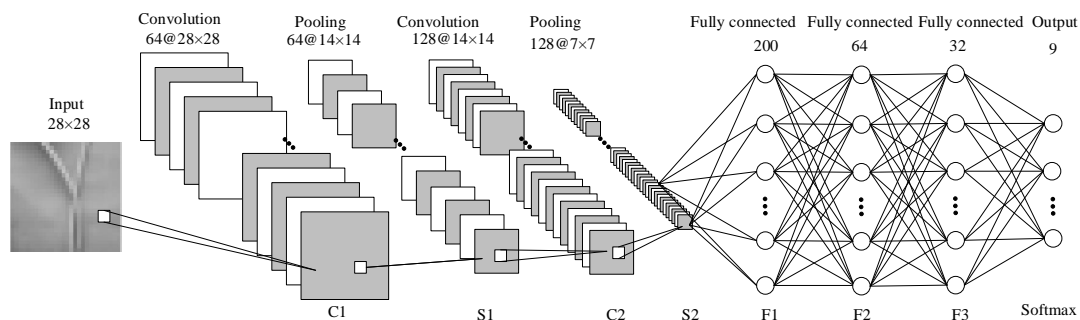 Input
28×28
Convolution
64@28×28
Pooling
64@14×14
Convolution
128@14×14
Pooling
128@7×7
Fully connected
200
Fully connected
64
Fully connected
32
Output
9
C1
S1
C2
S2
F1
F2
F3
Softmax